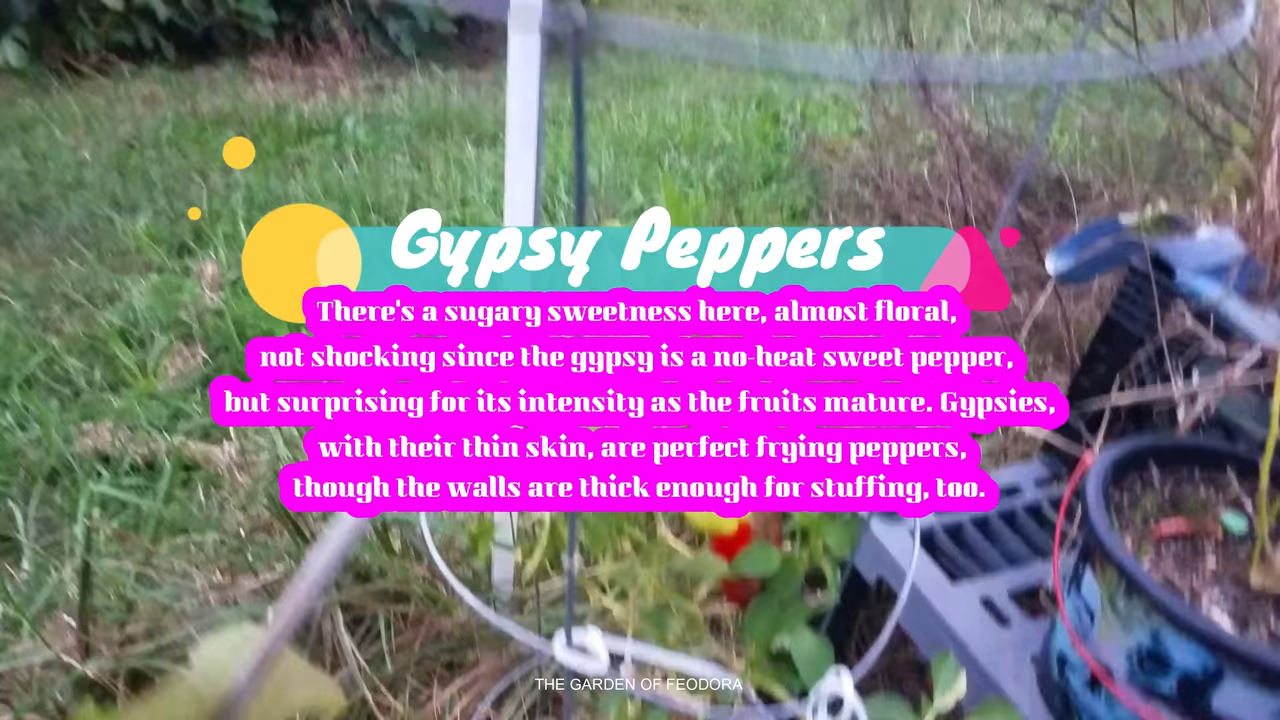 Gypsy Peppers
There's a sugary sweetness here, almost floral,
not shocking since the gypsy is a no-heat sweet pepper,
but surprising for its intensity as the fruits mature. Gypsies,
with their thin skin, are perfect frying peppers,
though the walls are thick enough for stuffing, too.
THE GARDEN OF FEODORA